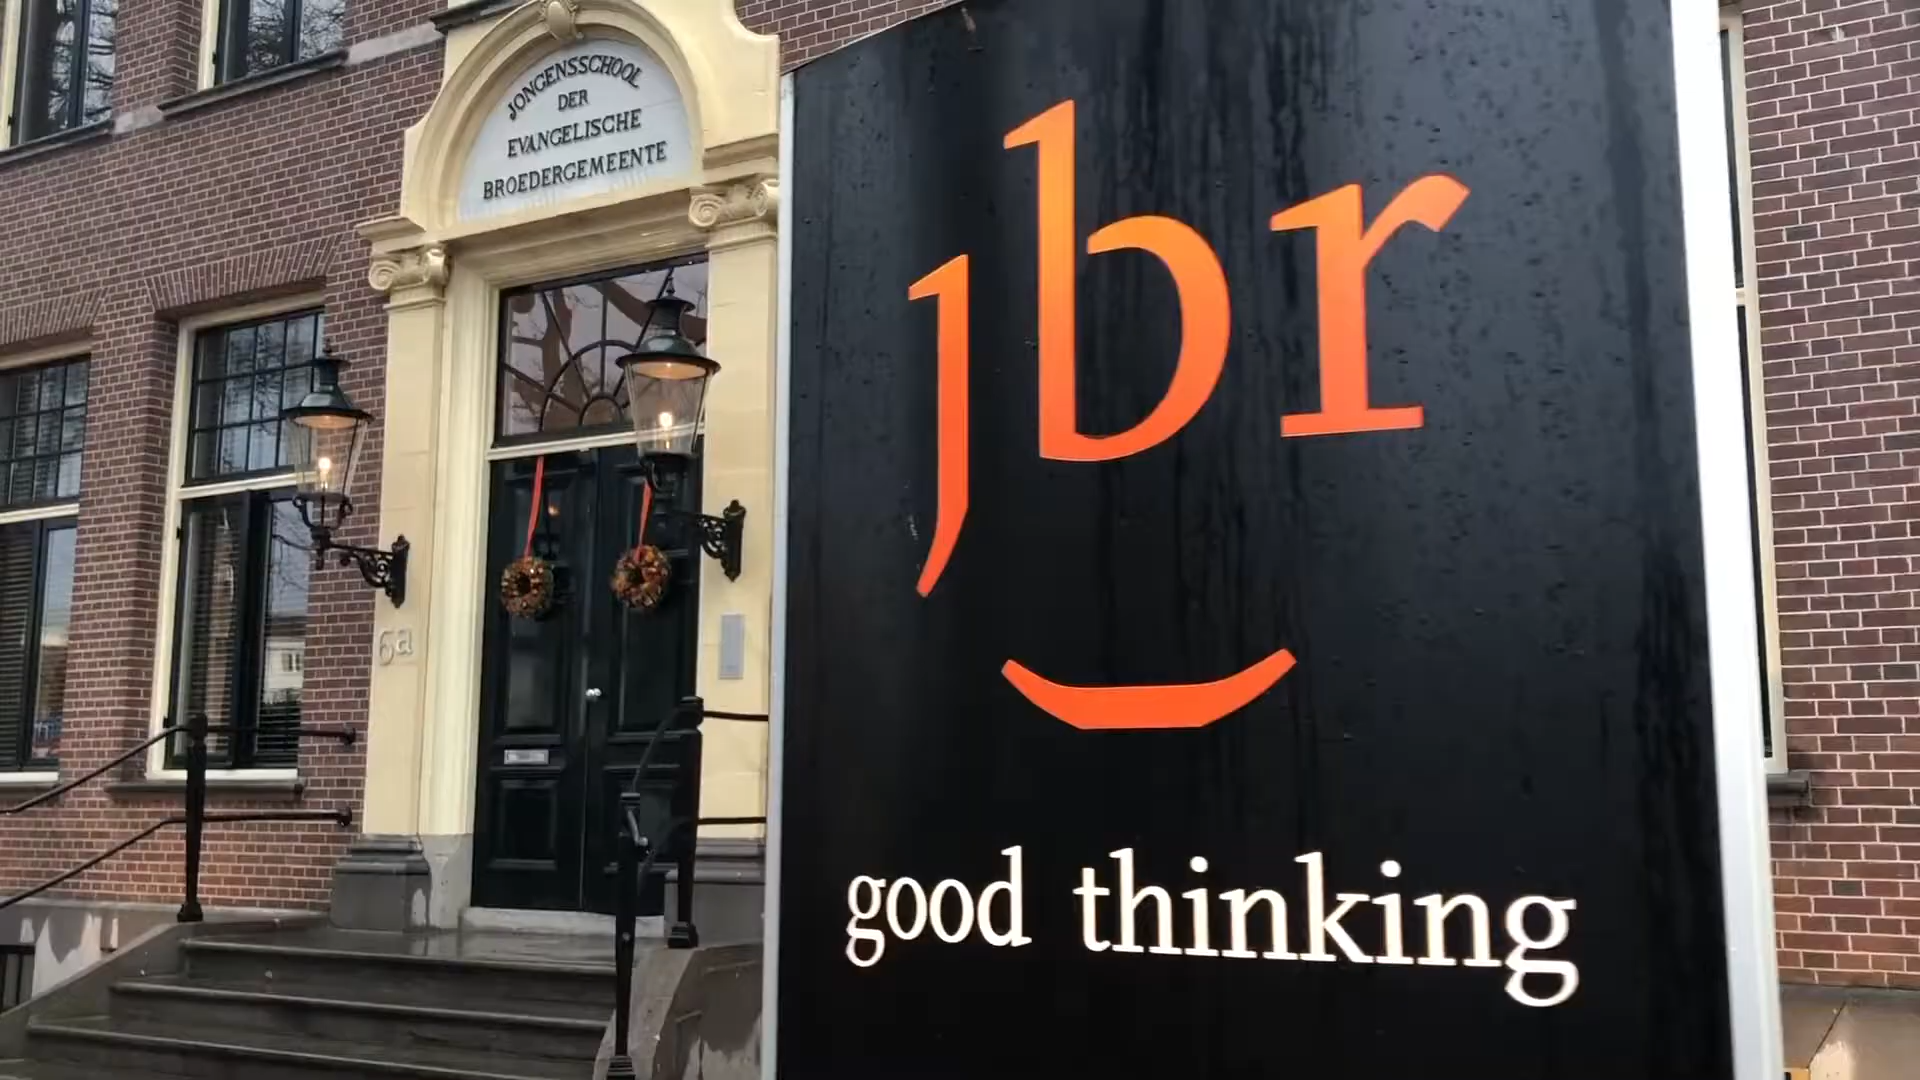 JONGENSSCHOOL
DER
EVANGELISCHE
BROEDERGEMEENTE
6a
jbr
good thinking